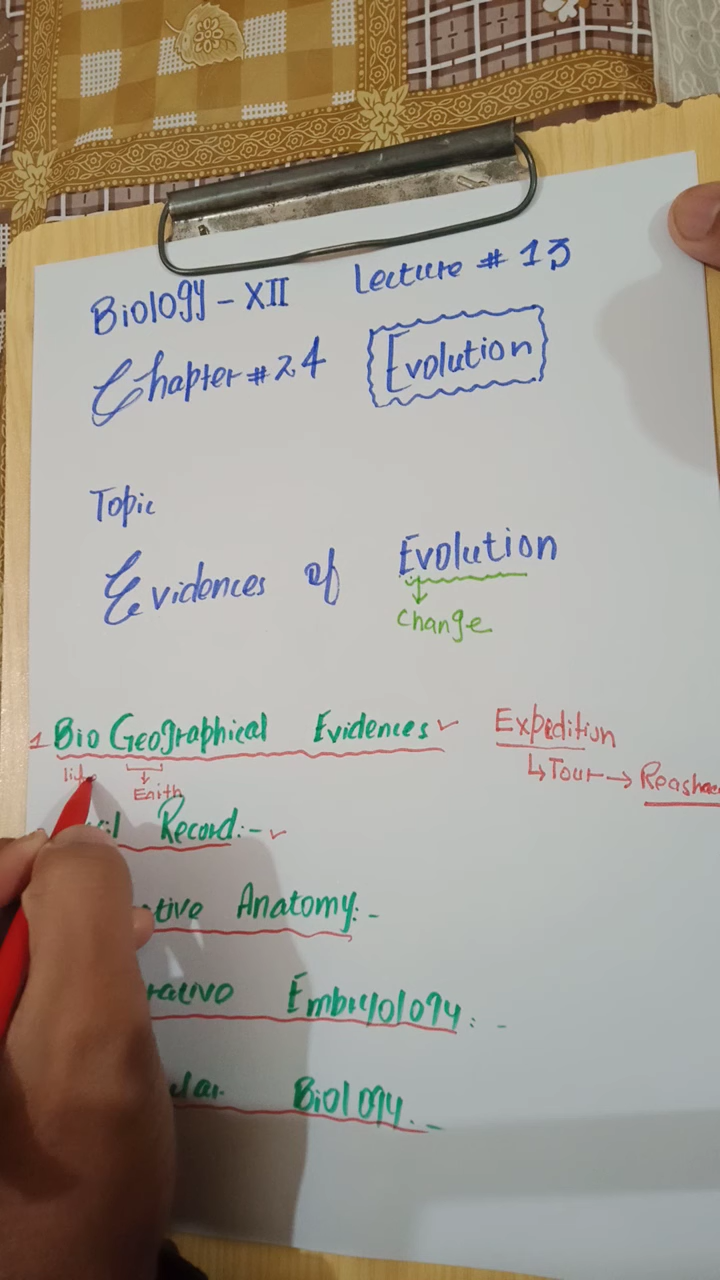 Biology - XII Lecture # 13
Chapter # 24 Evolution
Topic
Evidences of Evolution
Change
1 Bio Geographical Evidences ✓ Expedition
Earth
↳ Tour → 
Record:- ✓
Anatomy:-
Embryology:-
Biology.-